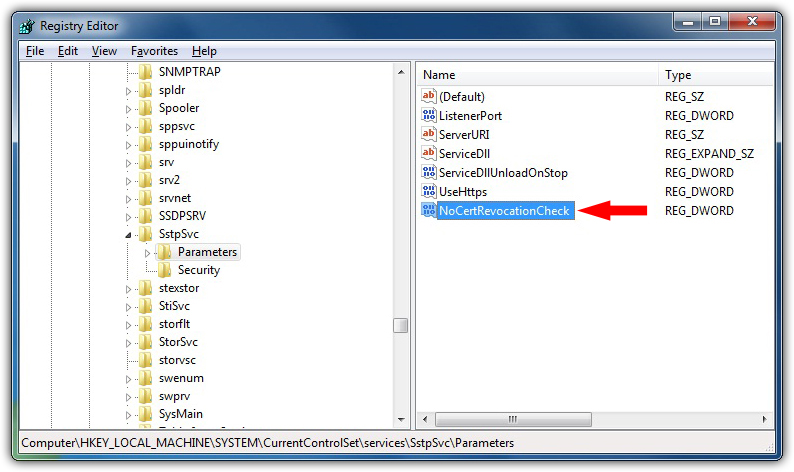 Registry Editor
File Edit View Favorites Help
SNMPTRAP
spldr
Spooler
sppsvc
sppuinotify
srv
srv2
srvnet
SSDPSRV
SstpSvc
Parameters
Security
stexstor
StiSvc
storflt
StorSvc
storvsc
swenum
swprv
SysMain
Name Type
(Default) REG_SZ
ListenerPort REG_DWORD
ServerURI REG_SZ
ServiceDll REG_EXPAND_SZ
ServiceDllUnloadOnStop REG_DWORD
UseHttps REG_DWORD
NoCertRevocationCheck REG_DWORD
Computer\HKEY_LOCAL_MACHINE\SYSTEM\CurrentControlSet\services\SstpSvc\Parameters